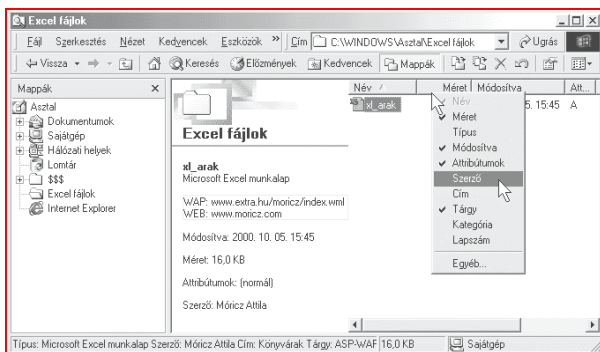 Excel fájlok
Fájl Szerkesztés Nézet Kedvencek Eszközök » Cím C:\WINDOWS\Asztal\Excel fájlok Ugrás
Vissza Keresés Előzmények Kedvencek Mappák
Mappák
Asztal
Dokumentumok
Sajátgép
Hálózati helyek
Lomtár
$$$
Excel fájlok
Internet Explorer
Excel fájlok
xl_arak
Microsoft Excel munkalap
WAP: www.extra.hu/moricz/index.wml
WEB: www.moricz.com
Módosítva: 2000. 10. 05. 15:45
Méret: 16,0 KB
Attribútumok: (normál)
Szerző: Móricz Attila
Név Méret Módosítva Att...
xl_arak 5. 15:45 A
Név
Méret
Típus
Módosítva
Attribútumok
Szerző
Cím
Tárgy
Kategória
Lapszám
Egyéb...
Típus: Microsoft Excel munkalap Szerző: Móricz Attila Cím: Könyvárak Tárgy: ASP-WAF 16,0 KB Sajátgép